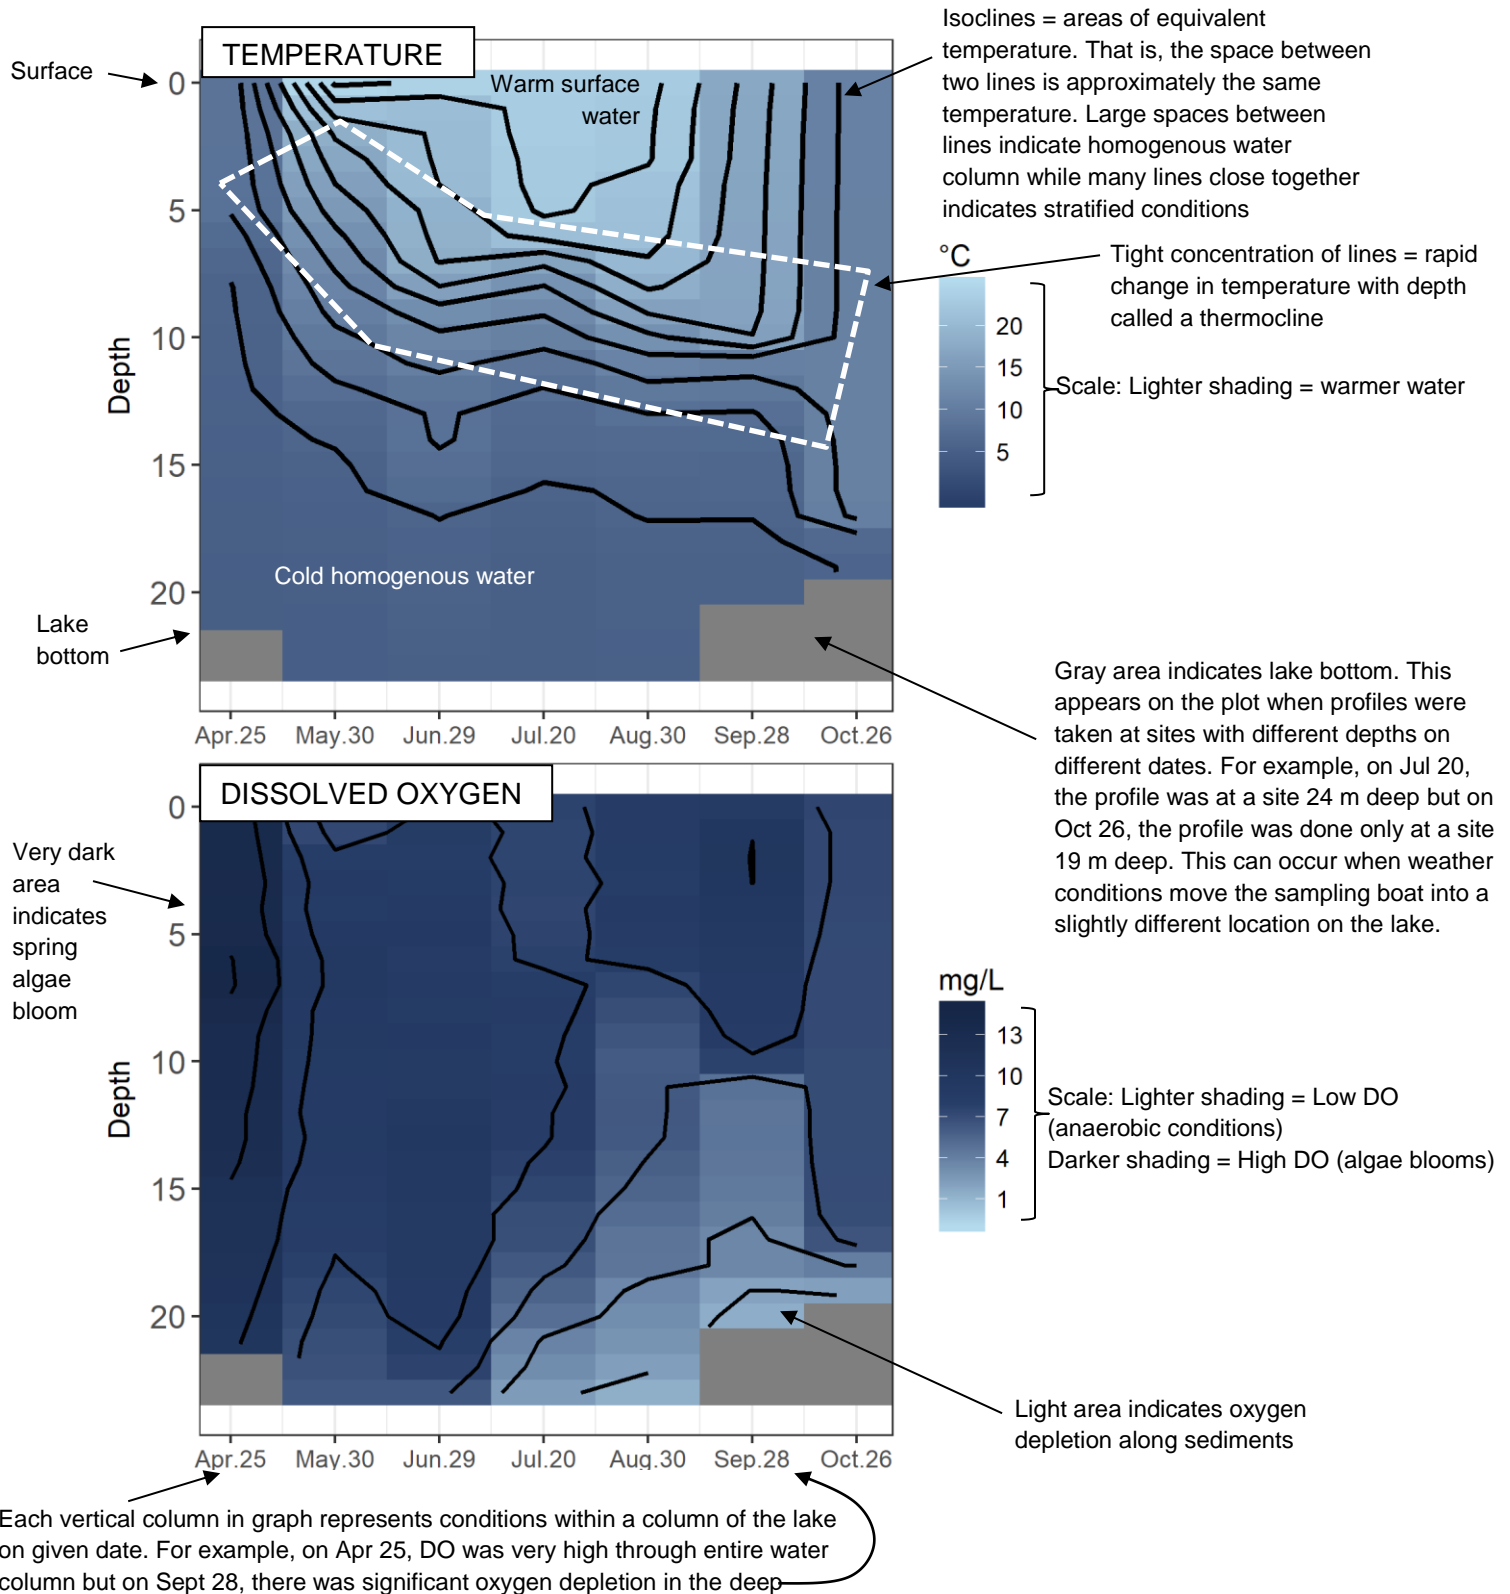 Isoclines = areas of equivalent
temperature. That is, the space between
two lines is approximately the same
temperature. Large spaces between
lines indicate homogenous water
column while many lines close together
indicates stratified conditions
TEMPERATURE
Surface
Warm surface
water
0
5
10
15
20
Depth
°C
20
15
10
5
Tight concentration of lines = rapid
change in temperature with depth
called a thermocline
Scale: Lighter shading = warmer water
Cold homogenous water
Lake
bottom
Gray area indicates lake bottom. This
appears on the plot when profiles were
taken at sites with different depths on
different dates. For example, on Jul 20,
the profile was at a site 24 m deep but on
Oct 26, the profile was done only at a site
19 m deep. This can occur when weather
conditions move the sampling boat into a
slightly different location on the lake.
Apr.25 May.30 Jun.29 Jul.20 Aug.30 Sep.28 Oct.26
DISSOLVED OXYGEN
Very dark
area
indicates
spring
algae
bloom
0
5
10
15
20
Depth
mg/L
13
10
7
4
1
Scale: Lighter shading = Low DO
(anaerobic conditions)
Darker shading = High DO (algae blooms)
Light area indicates oxygen
depletion along sediments
Apr.25 May.30 Jun.29 Jul.20 Aug.30 Sep.28 Oct.26
Each vertical column in graph represents conditions within a column of the lake
on given date. For example, on Apr 25, DO was very high through entire water
column but on Sept 28, there was significant oxygen depletion in the deep